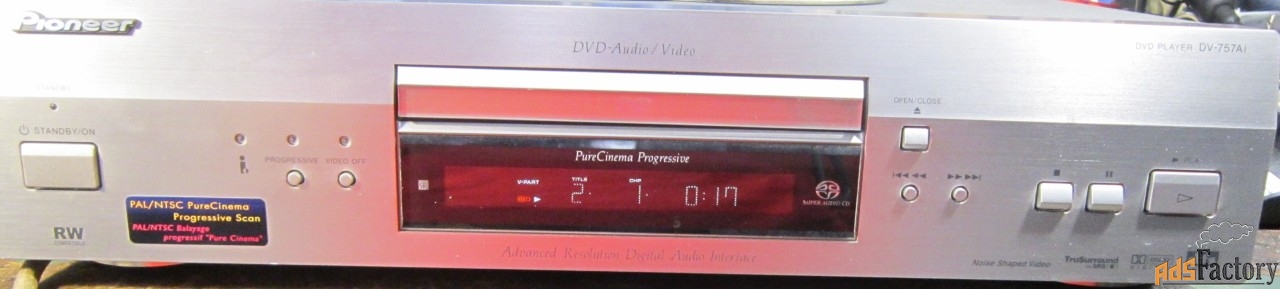 Pioneer
DVD-Audio/Video
DVD PLAYER DV-757Ai
STANDBY
STANDBY/ON
OPEN/CLOSE
PROGRESSIVE
VIDEO OFF
PureCinema Progressive
V-PART
TITLE
CHP
2 1 0:17
SUPER AUDIO CD
PLAY
PAL/NTSC PureCinema
Progressive Scan
PAL/NTSC Balayage
progressif "Pure Cinema"
RW
COMPATIBLE
Advanced Resolution Digital Audio Interface
Noise Shaped Video
TruSurround
AdsFactory